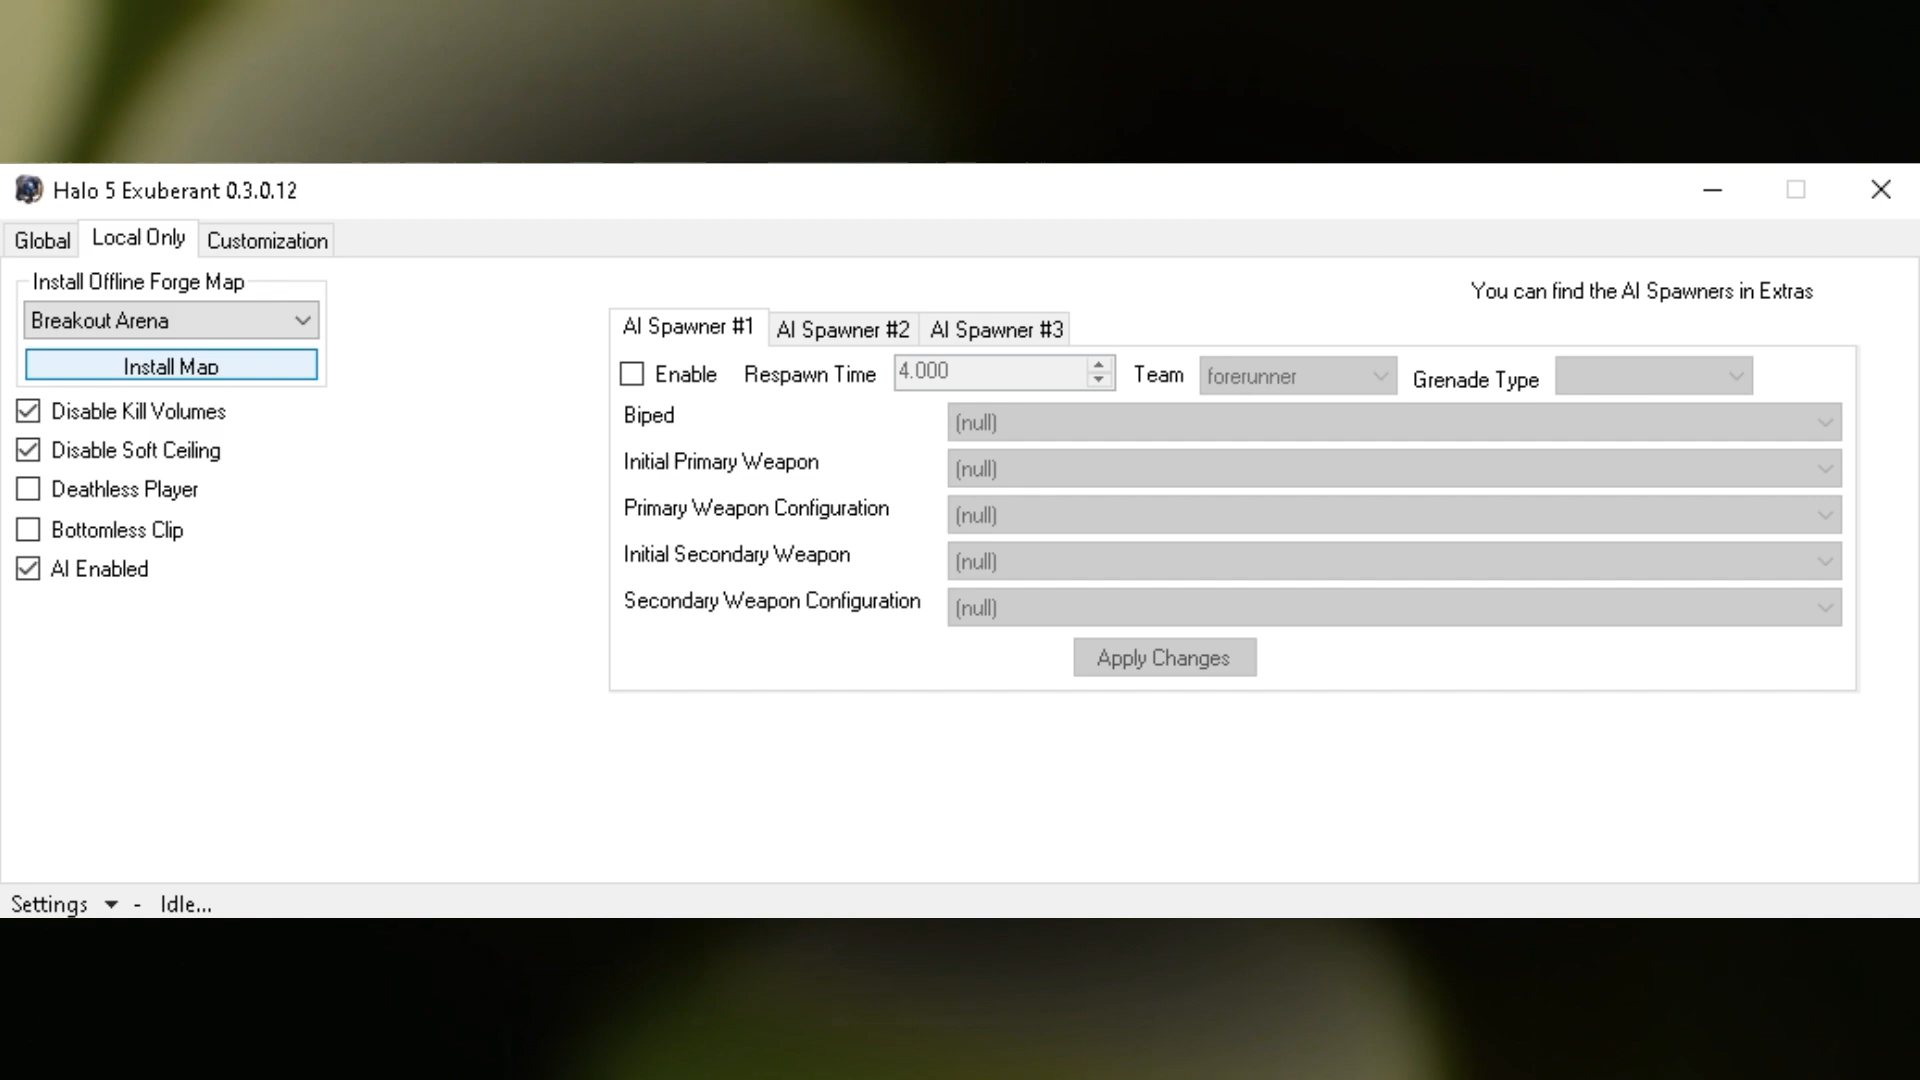 Halo 5 Exuberant 0.3.0.12
Global Local Only Customization
Install Offline Forge Map
Breakout Arena
Install Map
Disable Kill Volumes
Disable Soft Ceiling
Deathless Player
Bottomless Clip
AI Enabled
You can find the AI Spawners in Extras
AI Spawner #1 AI Spawner #2 AI Spawner #3
Enable Respawn Time 4.000 Team forerunner Grenade Type
Biped (null)
Initial Primary Weapon (null)
Primary Weapon Configuration (null)
Initial Secondary Weapon (null)
Secondary Weapon Configuration (null)
Apply Changes
Settings - Idle...